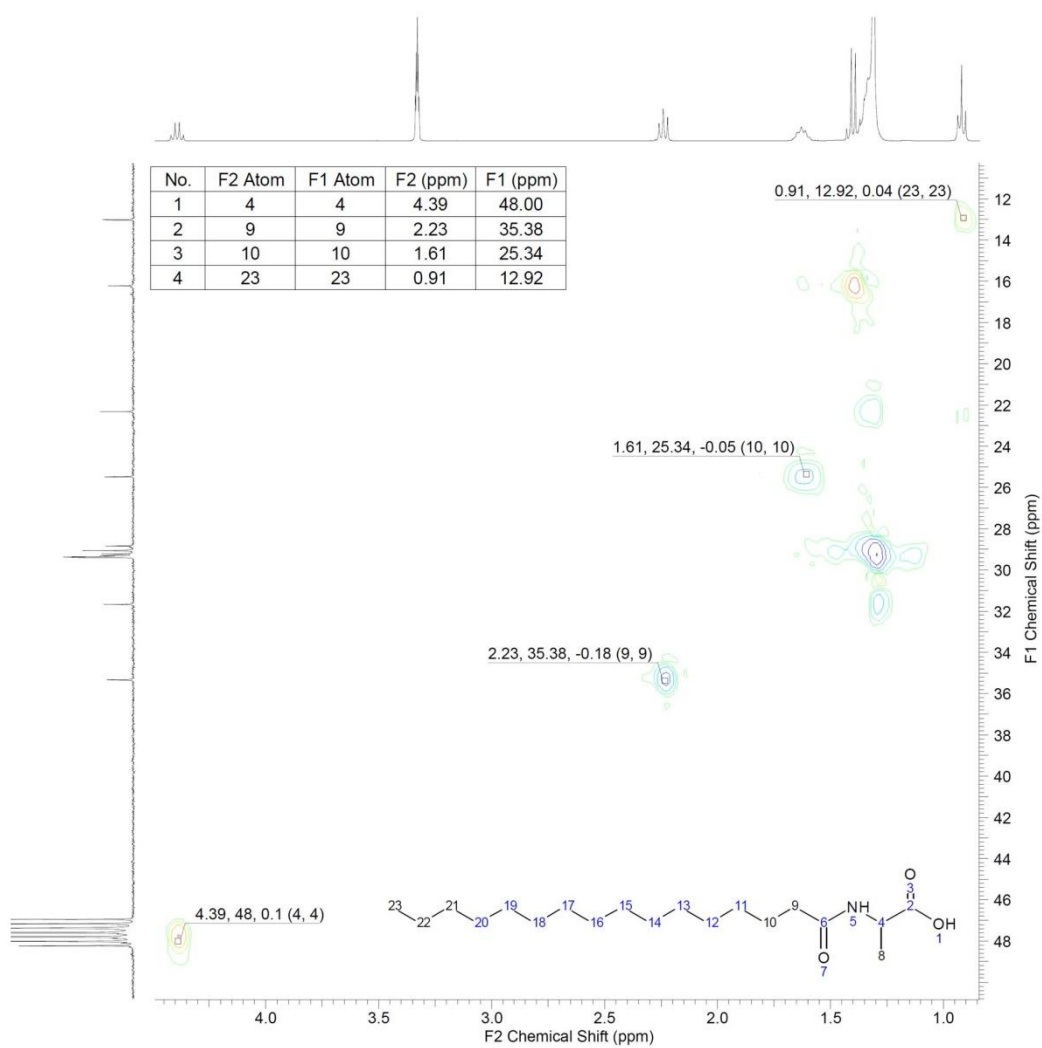 No. F2 Atom F1 Atom F2 (ppm) F1 (ppm)
1 4 4 4.39 48.00
2 9 9 2.23 35.38
3 10 10 1.61 25.34
4 23 23 0.91 12.92
0.91, 12.92, 0.04 (23, 23)
1.61, 25.34, -0.05 (10, 10)
2.23, 35.38, -0.18 (9, 9)
4.39, 48, 0.1 (4, 4)
12
14
16
18
20
22
24
26
28
30
32
34
36
38
40
42
44
46
48
F1 Chemical Shift (ppm)
O
3
23 21 19 17 15 13 11 9 NH 2
22 20 18 16 14 12 10 6 5 4 OH
1
O 8
7
4.0 3.5 3.0 2.5 2.0 1.5 1.0
F2 Chemical Shift (ppm)